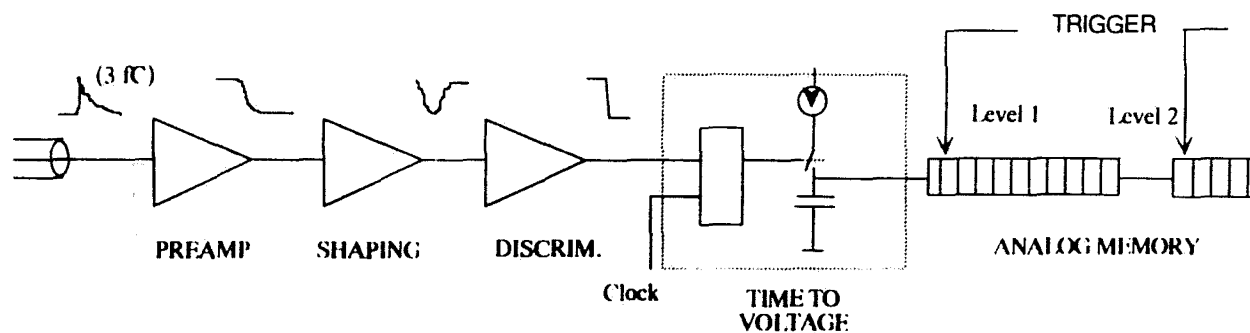 TRIGGER
(3 fC)
Level 1
Level 2
PREAMP
SHAPING
DISCRIM.
ANALOG MEMORY
Clock
TIME TO
VOLTAGE